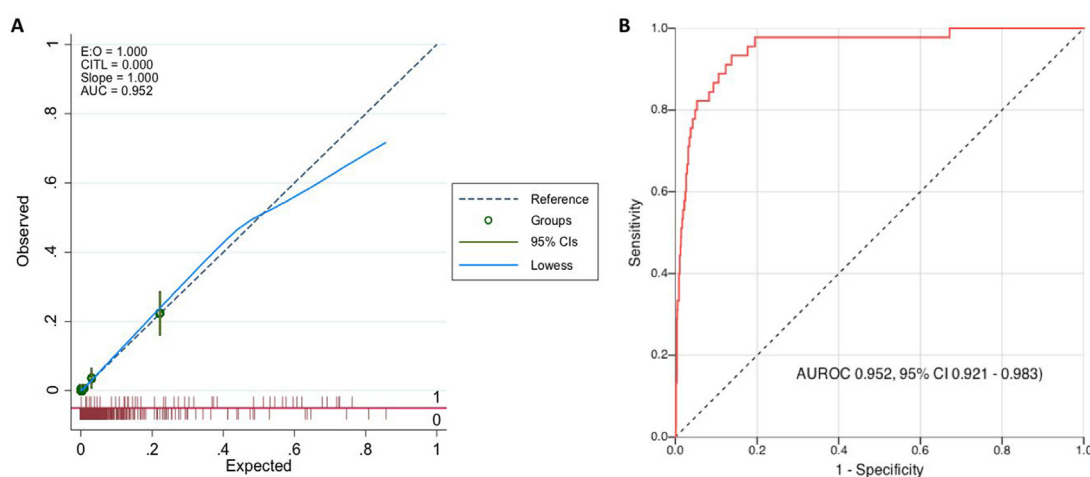 A
E:O = 1.000
CITL = 0.000
Slope = 1.000
AUC = 0.952
Observed
1
.8
.6
.4
.2
0
1
0
0
.2
.4
.6
.8
1
Expected
Reference
Groups
95% CIs
Lowess
B
Sensitivity
1.0
0.8
0.6
0.4
0.2
0.0
AUROC 0.952, 95% CI 0.921 - 0.983)
0.0
0.2
0.4
0.6
0.8
1.0
1 - Specificity